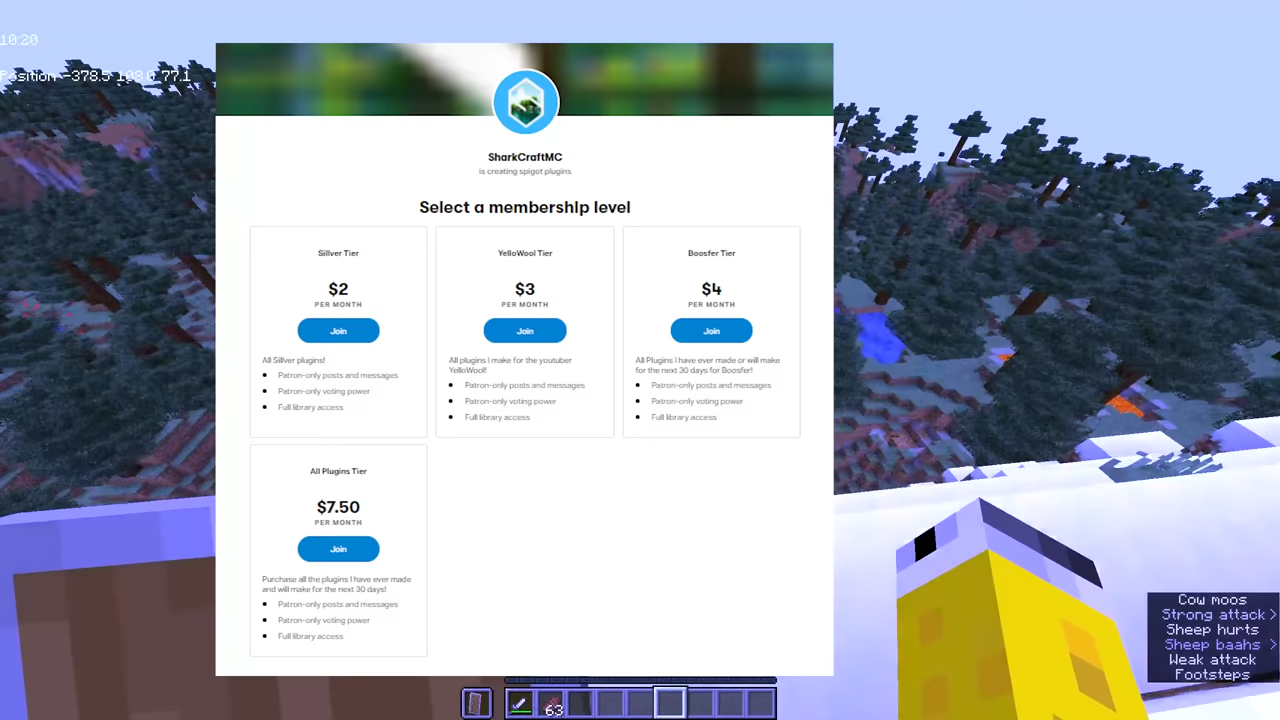 10:20
Position -378.5 108.0 77.1
SharkCraftMC
is creating spigot plugins
Select a membership level
Sillver Tier
$2
PER MONTH
Join
All Sillver plugins!
Patron-only posts and messages
Patron-only voting power
Full library access
YelloWool Tier
$3
PER MONTH
Join
All plugins I make for the youtuber
YelloWool!
Patron-only posts and messages
Patron-only voting power
Full library access
Boosfer Tier
$4
PER MONTH
Join
All Plugins I have ever made or will make
for the next 30 days for Boosfer!
Patron-only posts and messages
Patron-only voting power
Full library access
All Plugins Tier
$7.50
PER MONTH
Join
Purchase all the plugins I have ever made
and will make for the next 30 days!
Patron-only posts and messages
Patron-only voting power
Full library access
Cow moos
Strong attack >
Sheep hurts
Sheep baahs >
Weak attack
Footsteps
63